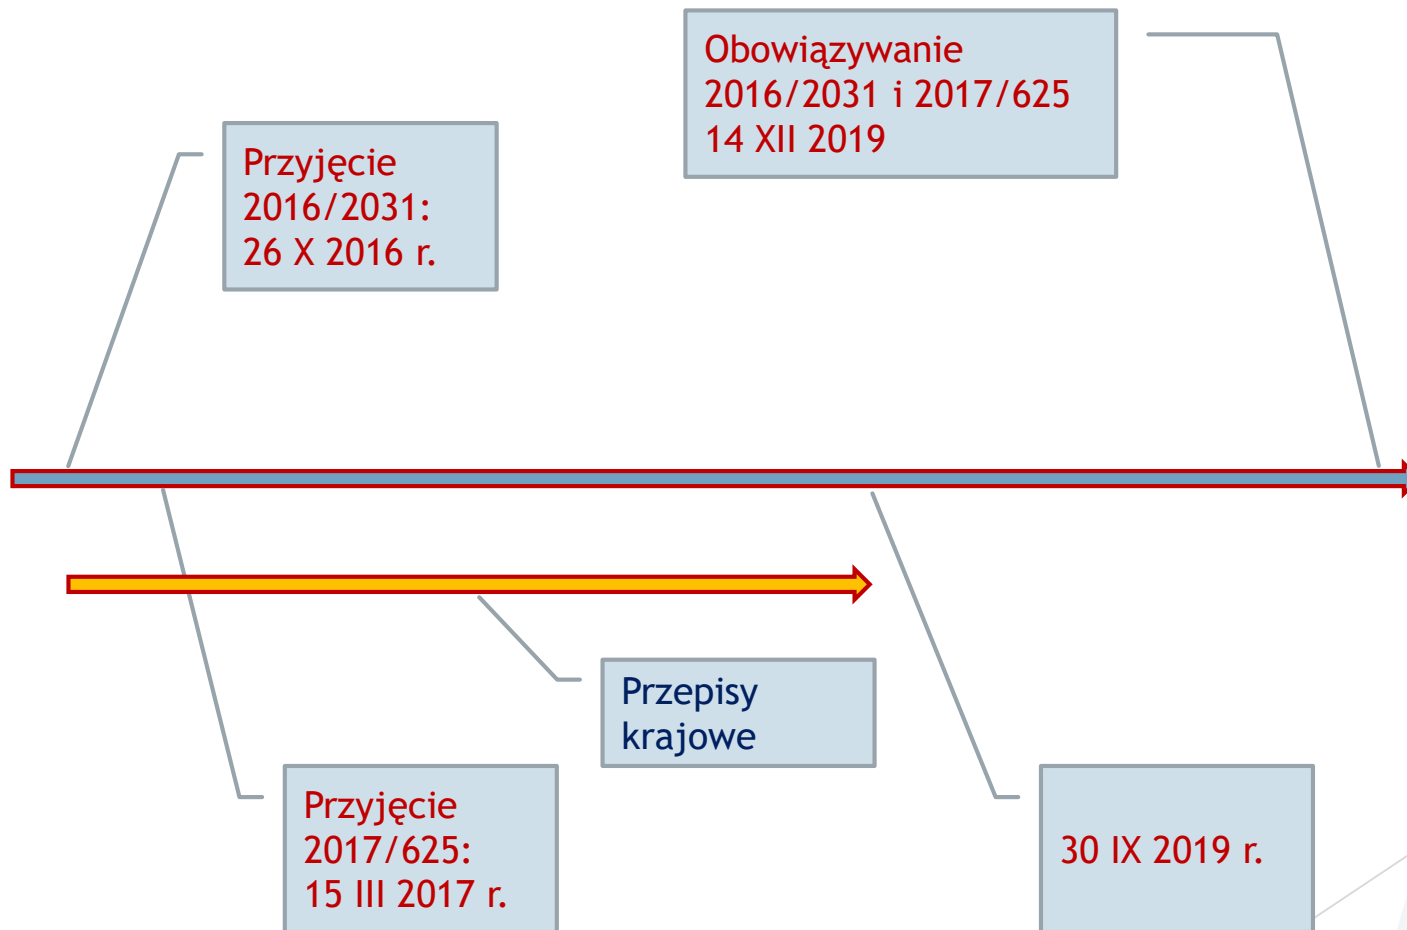 Obowiązywanie
2016/2031 i 2017/625
14 XII 2019
Przyjęcie
2016/2031:
26 X 2016 r.
Przepisy
krajowe
Przyjęcie
2017/625:
15 III 2017 r.
30 IX 2019 r.